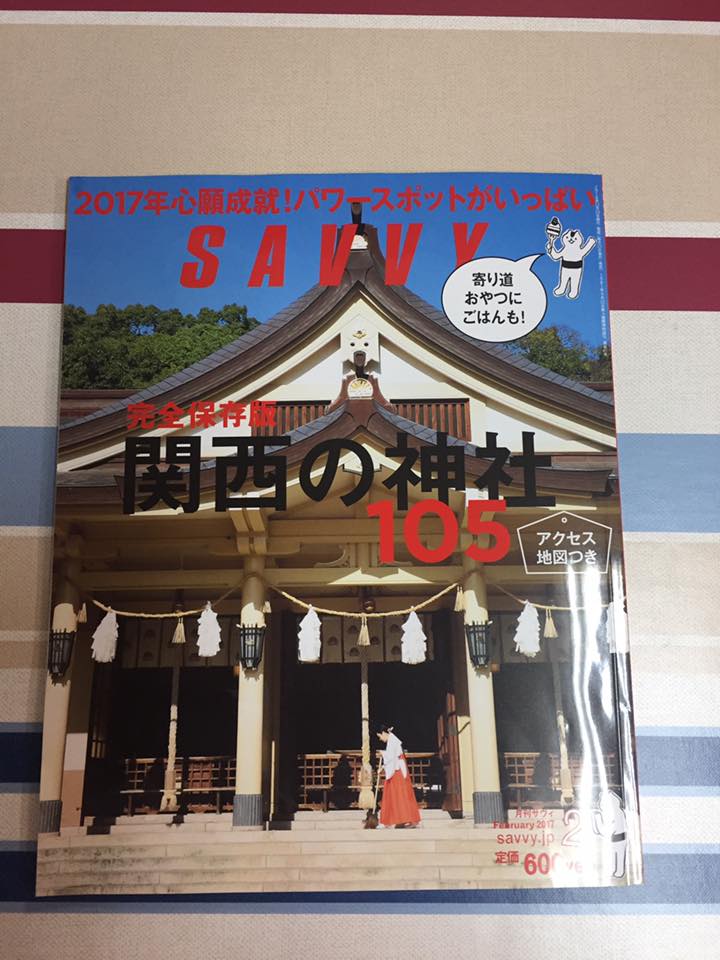 2017年心願成就!パワースポットがいっぱい
SAVVY
寄り道
おやつに
ごはんも!
完全保存版
関西の神社
105
アクセス
地図つき
月刊サヴィ
February 2017
savvy.jp
2
定価
600